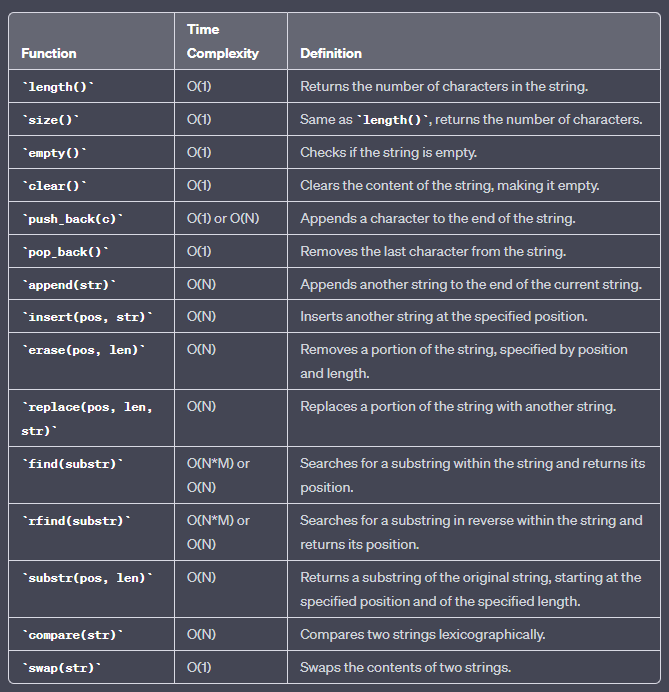 Time
Function Complexity Definition
`length()` O(1) Returns the number of characters in the string.
`size()` O(1) Same as `length()`, returns the number of characters.
`empty()` O(1) Checks if the string is empty.
`clear()` O(1) Clears the content of the string, making it empty.
`push_back(c)` O(1) or O(N) Appends a character to the end of the string.
`pop_back()` O(1) Removes the last character from the string.
`append(str)` O(N) Appends another string to the end of the current string.
`insert(pos, str)` O(N) Inserts another string at the specified position.
`erase(pos, len)` O(N) Removes a portion of the string, specified by position
and length.
`replace(pos, len, O(N) Replaces a portion of the string with another string.
str)`
`find(substr)` O(N*M) or Searches for a substring within the string and returns its
O(N) position.
`rfind(substr)` O(N*M) or Searches for a substring in reverse within the string and
O(N) returns its position.
`substr(pos, len)` O(N) Returns a substring of the original string, starting at the
specified position and of the specified length.
`compare(str)` O(N) Compares two strings lexicographically.
`swap(str)` O(1) Swaps the contents of two strings.